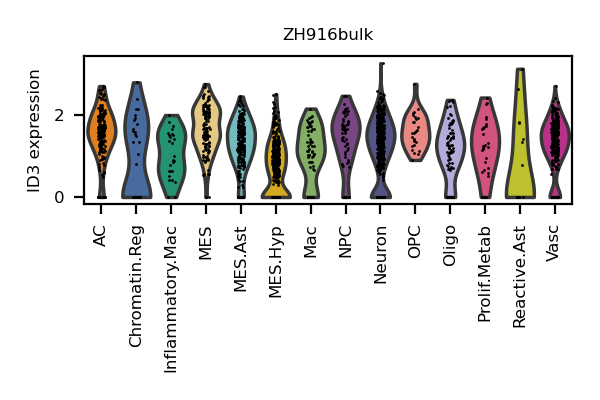 ZH916bulk
ID3 expression
2
0
AC
Chromatin.Reg
Inflammatory.Mac
MES
MES.Ast
MES.Hyp
Mac
NPC
Neuron
OPC
Oligo
Prolif.Metab
Reactive.Ast
Vasc